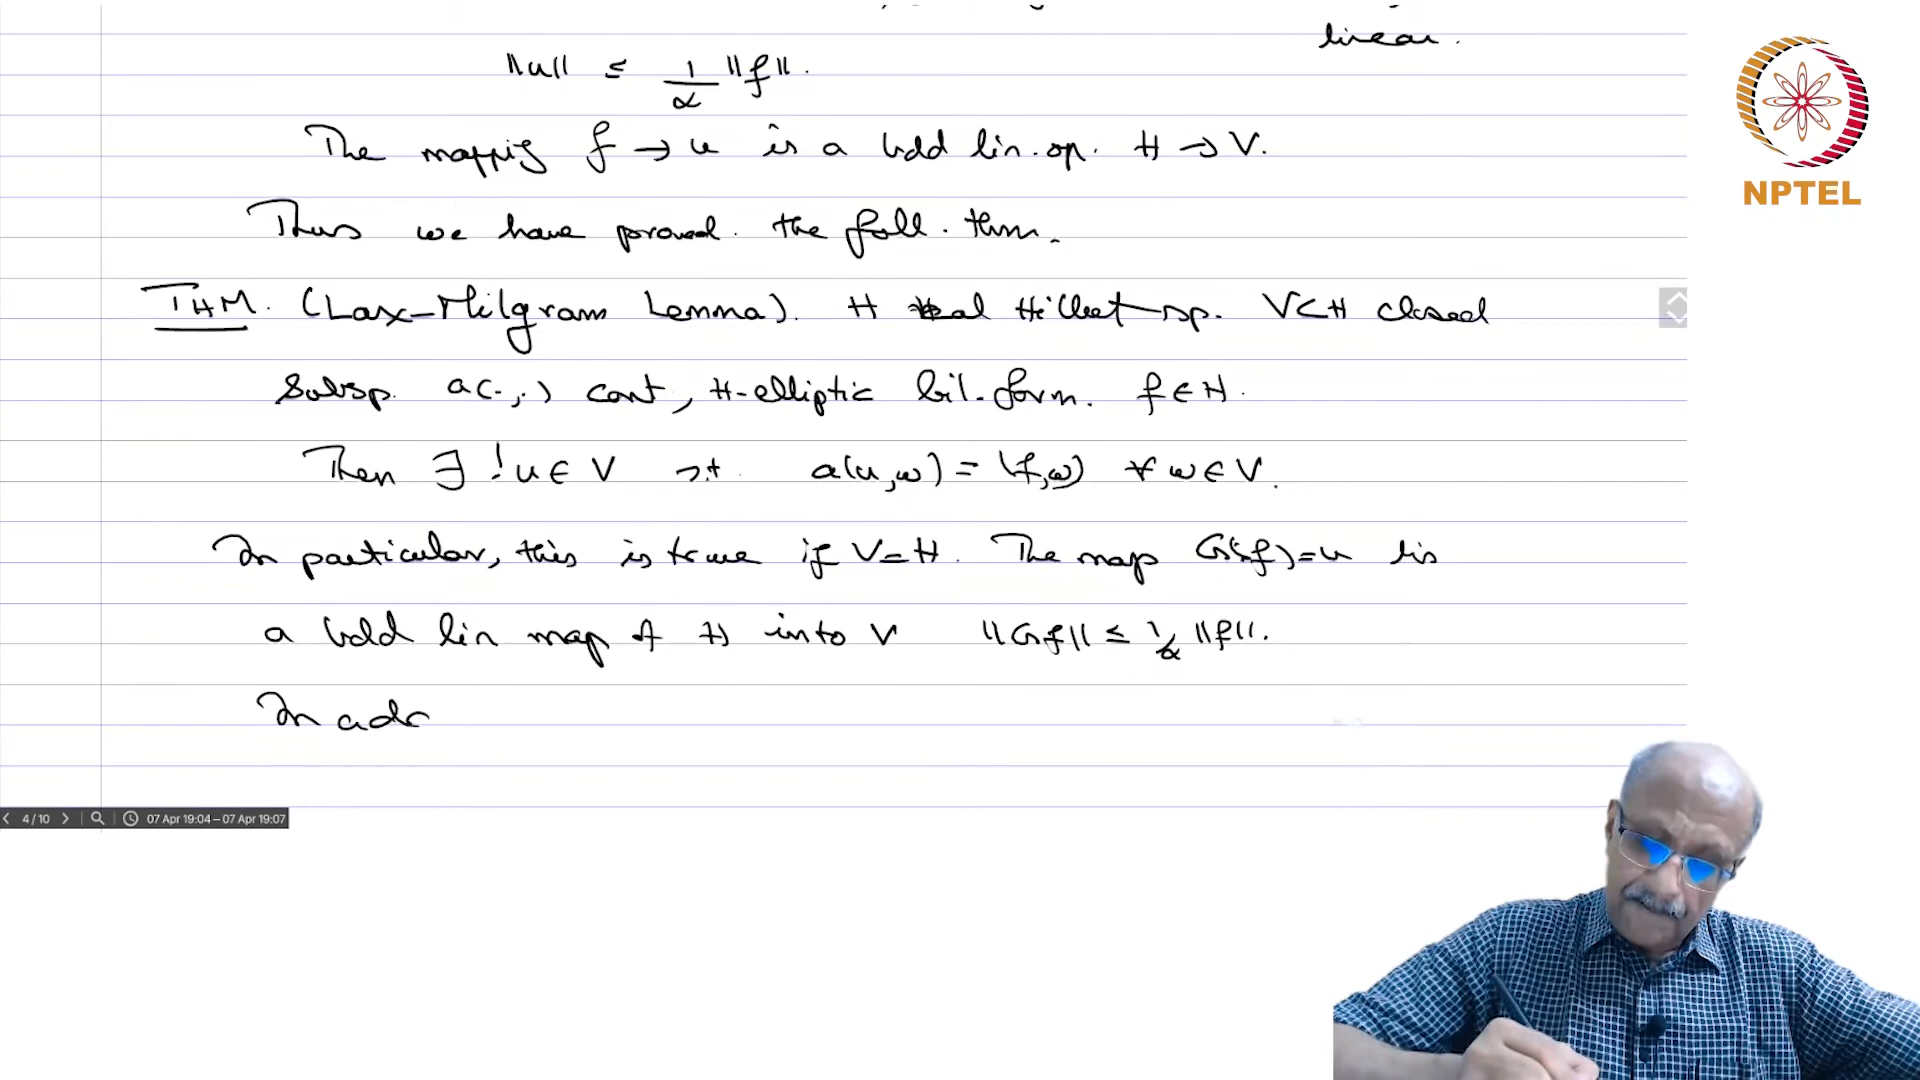 linear.
||u|| ≤ 1/α ||f||.
The mapping f → u is a bdd lin. op. H → V.
Thus we have proved. the foll. thm.
THM. (Lax-Milgram Lemma). H real Hilbert sp. V⊂H closed
Subsp. a(·,·) cont, H-elliptic bil. form. f∈H.
Then ∃ ! u∈V s.t. a(u,w) = (f,w) ∀ w∈V.
In particular, this is true if V=H. The map G(f)=u is
a bdd lin map of H into V ||Gf|| ≤ 1/α ||f||.
In add
NPTEL
4/10
07 Apr 19:04 – 07 Apr 19:07